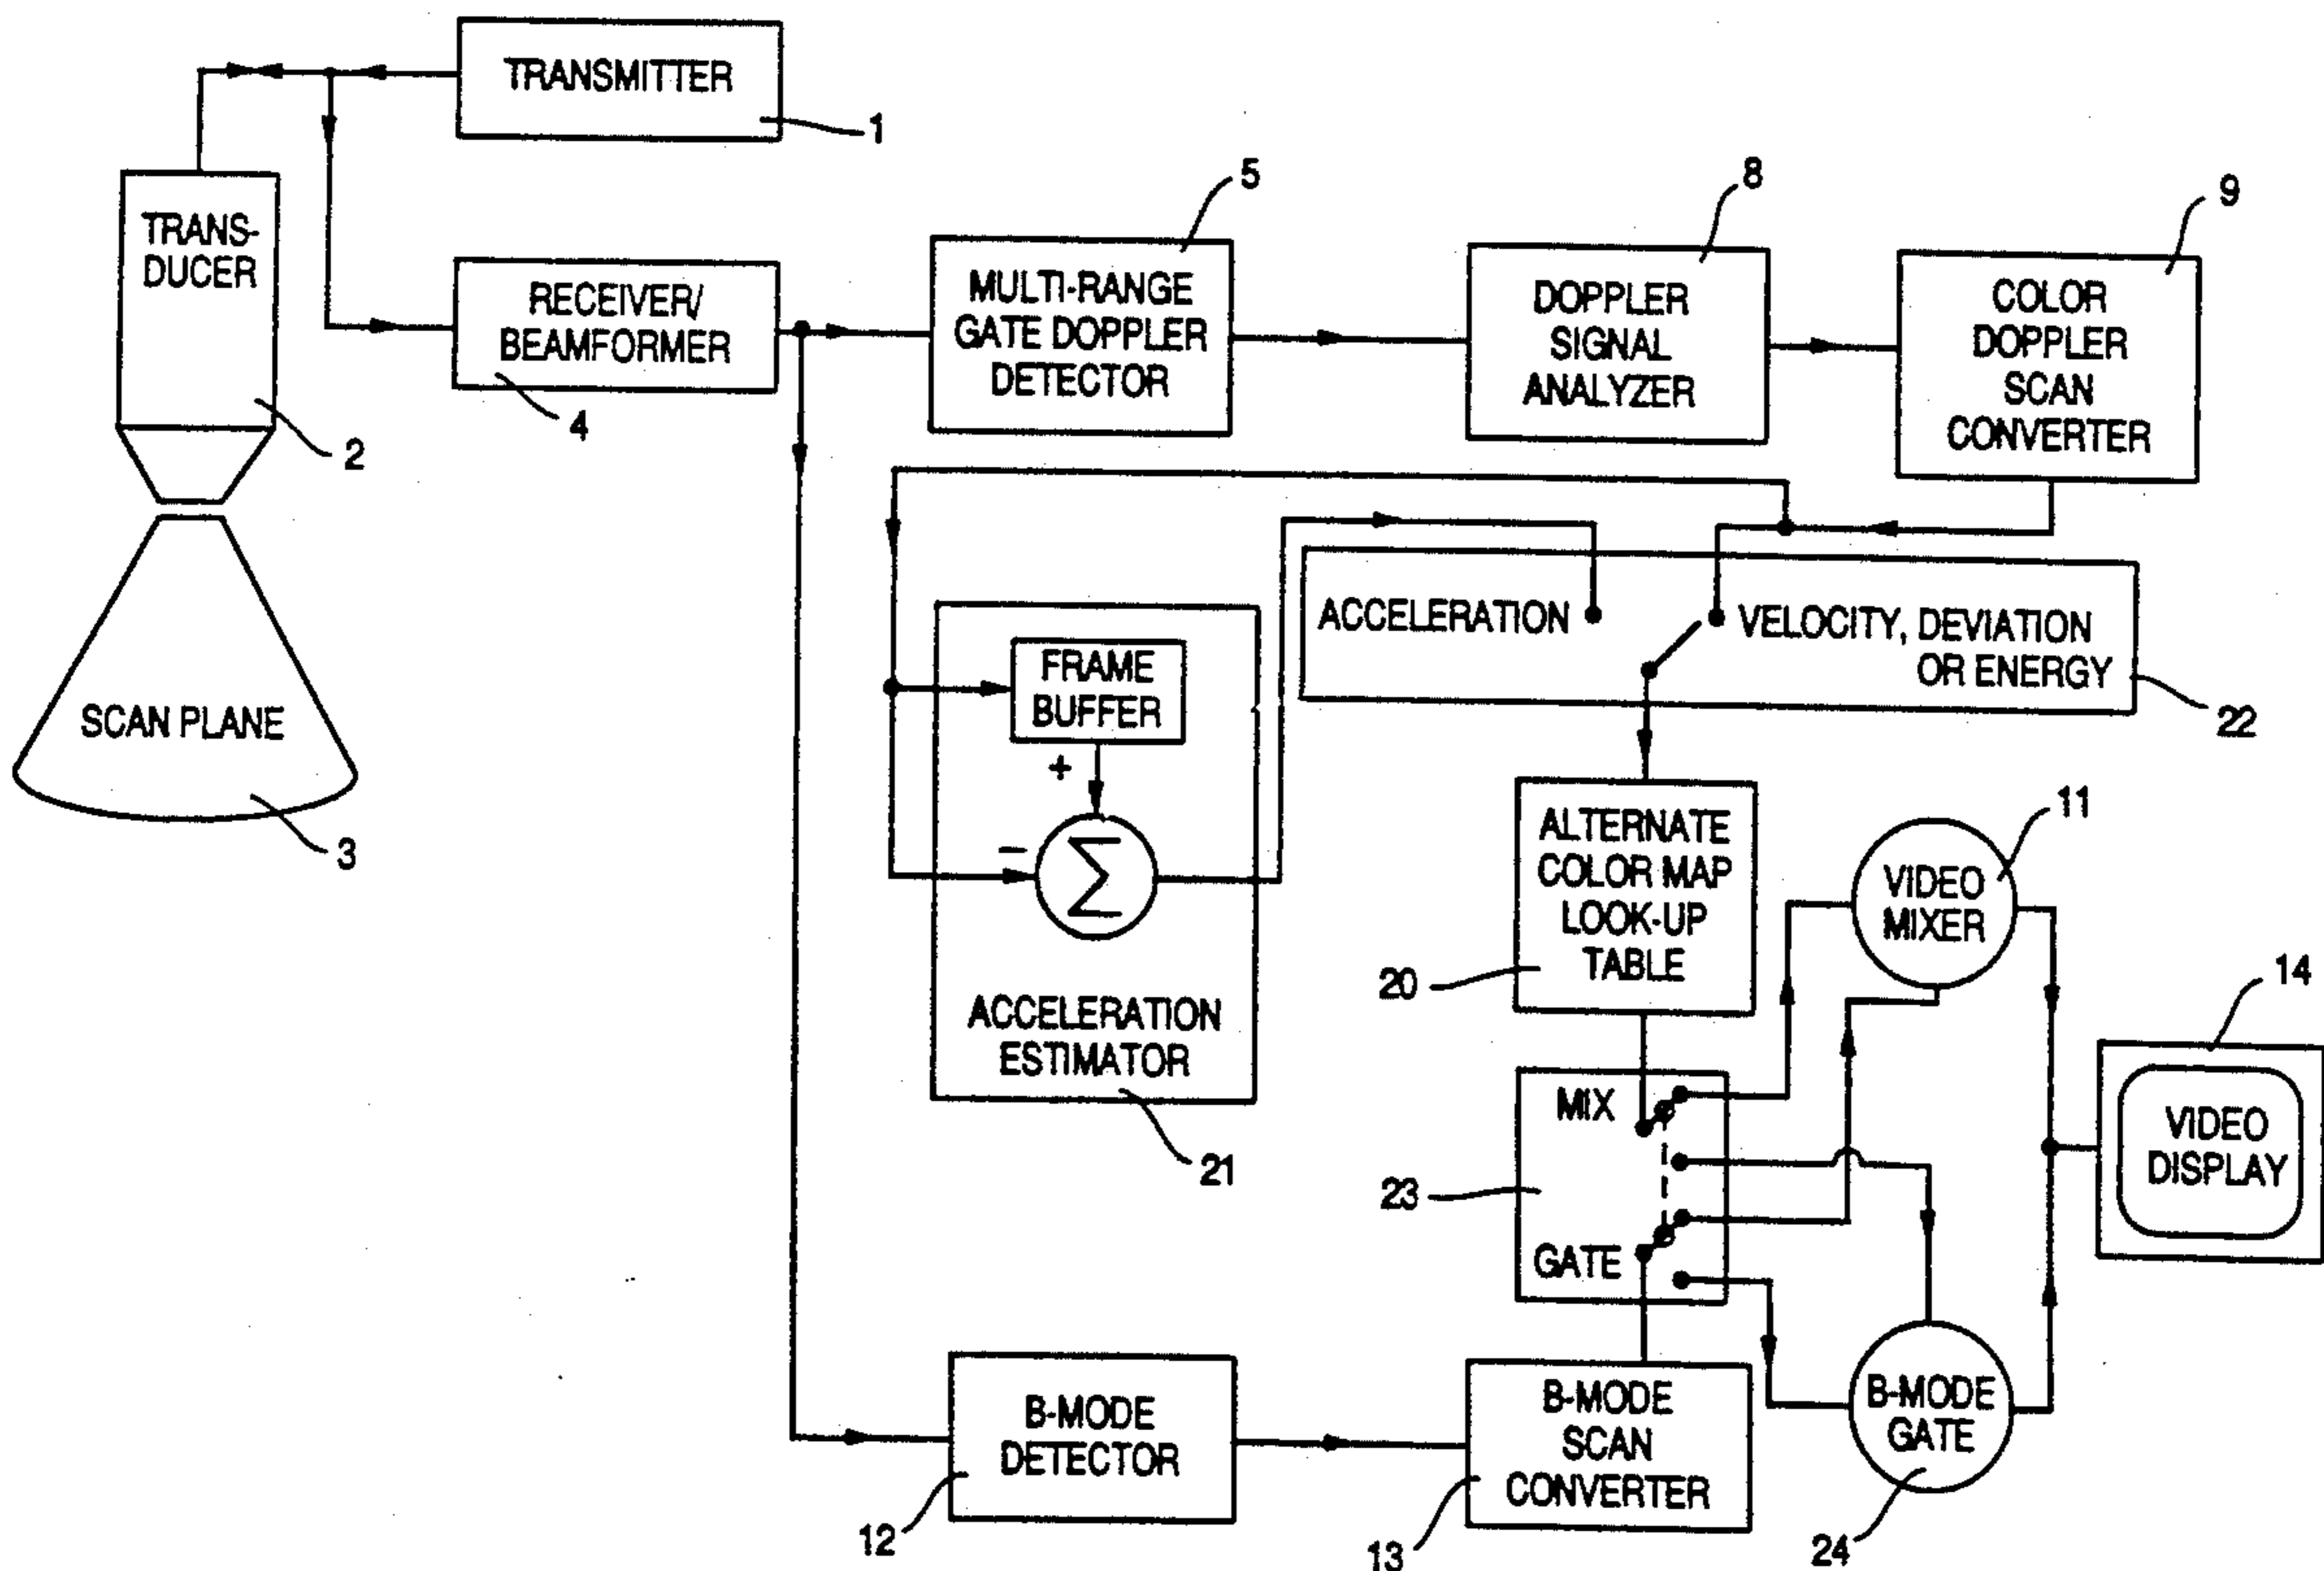 TRANSMITTER
1
TRANS-
DUCER
2
SCAN PLANE
3
RECEIVER/
BEAMFORMER
4
MULTI-RANGE
GATE DOPPLER
DETECTOR
5
DOPPLER
SIGNAL
ANALYZER
8
COLOR
DOPPLER
SCAN
CONVERTER
9
ACCELERATION
VELOCITY, DEVIATION
OR ENERGY
22
FRAME
BUFFER
+
−
Σ
ACCELERATION
ESTIMATOR
21
ALTERNATE
COLOR MAP
LOOK-UP
TABLE
20
VIDEO
MIXER
11
MIX
GATE
23
VIDEO
DISPLAY
14
B-MODE
DETECTOR
12
B-MODE
SCAN
CONVERTER
13
B-MODE
GATE
24